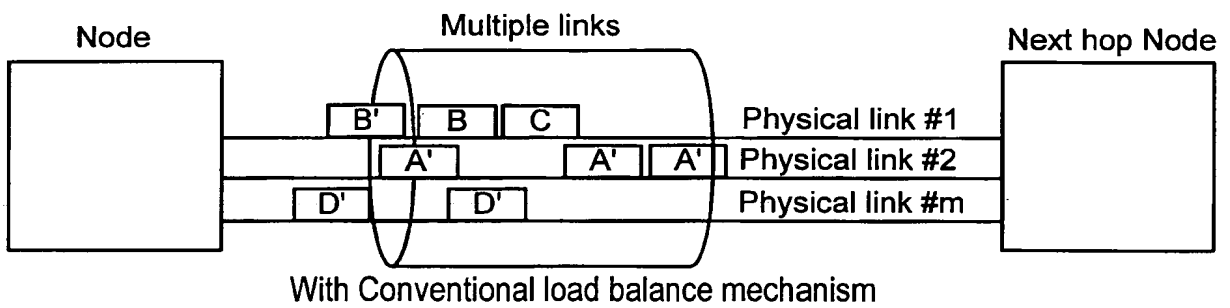 Node
Multiple links
Next hop Node
B' B C Physical link #1
A' A' A' Physical link #2
D' D' Physical link #m
With Conventional load balance mechanism